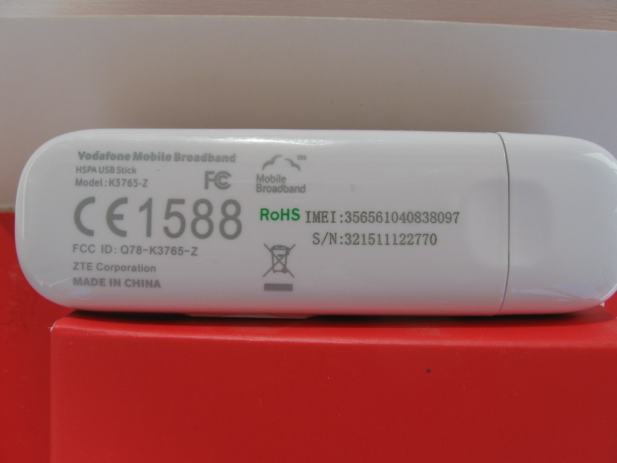 Vodafone Mobile Broadband
HSPA USB Stick
Model: K3765-Z
FC
Mobile
Broadband
CE1588
RoHS
IMEI:356561040838097
S/N:321511122770
FCC ID: Q78-K3765-Z
ZTE Corporation
MADE IN CHINA